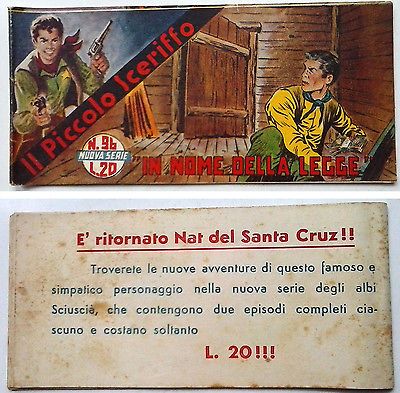 Il Piccolo Sceriffo
N. 96
NUOVA SERIE
L. 20
"IN NOME DELLA LEGGE"
E' ritornato Nat del Santa Cruz!!
Troverete le nuove avventure di questo famoso e
simpatico personaggio nella nuova serie degli albi
Sciuscià, che contengono due episodi completi cia-
scuno e costano soltanto
L. 20!!!